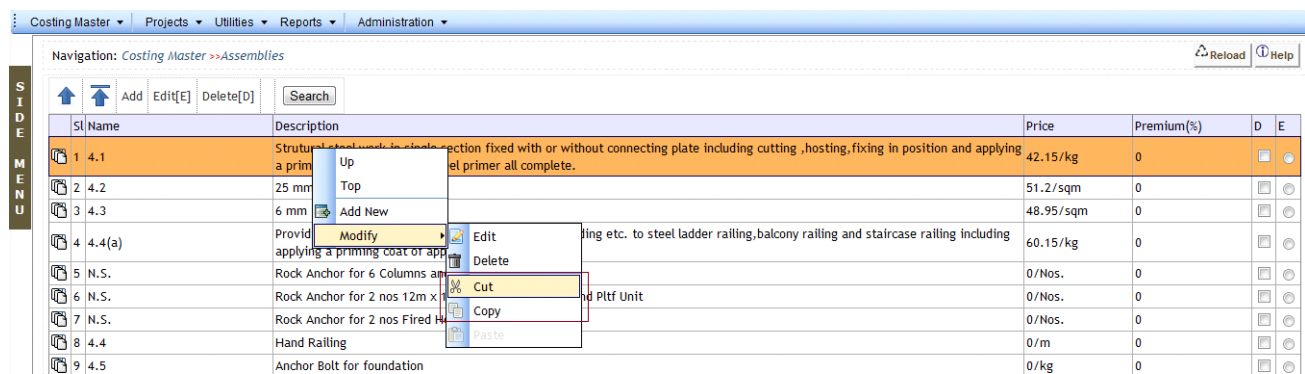 Costing Master Projects Utilities Reports Administration
Navigation: Costing Master >>Assemblies
Reload Help
SIDE MENU
Add Edit[E] Delete[D] Search
Sl Name Description Price Premium(%) D E
1 4.1 Strutural steel work in single section fixed with or without connecting plate including cutting ,hosting,fixing in position and applying
a prim el primer all complete. 42.15/kg 0
Up
Top
Add New
Modify
Edit
Delete
Cut
Copy
Paste
2 4.2 25 mm 51.2/sqm 0
3 4.3 6 mm 48.95/sqm 0
4 4.4(a) Provid ding etc. to steel ladder railing,balcony railing and staircase railing including
applying a priming coat of app 60.15/kg 0
5 N.S. Rock Anchor for 6 Columns an 0/Nos. 0
6 N.S. Rock Anchor for 2 nos 12m x 1 nd Pltf Unit 0/Nos. 0
7 N.S. Rock Anchor for 2 nos Fired He 0/Nos. 0
8 4.4 Hand Railing 0/m 0
9 4.5 Anchor Bolt for foundation 0/kg 0